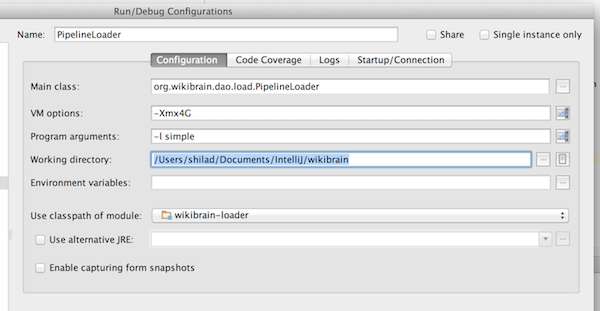 Run/Debug Configurations
Name: PipelineLoader Share Single instance only
Configuration Code Coverage Logs Startup/Connection
Main class: org.wikibrain.dao.load.PipelineLoader ...
VM options: -Xmx4G
Program arguments: -l simple
Working directory: /Users/shilad/Documents/IntelliJ/wikibrain ...
Environment variables: ...
Use classpath of module: wikibrain-loader
Use alternative JRE: ...
Enable capturing form snapshots